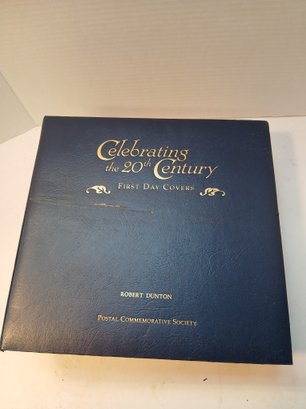 Celebrating
the 20th Century
First Day Covers
Robert Dunton
Postal Commemorative Society